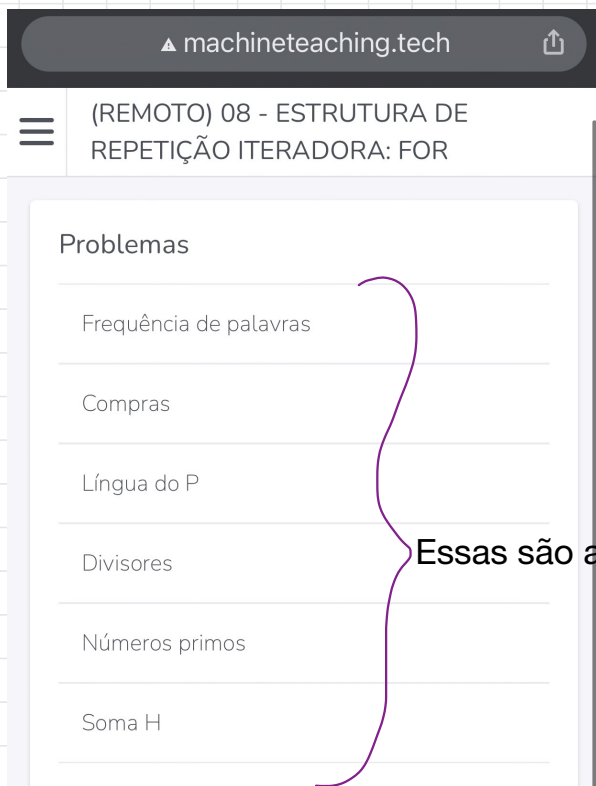 machineteaching.tech
(REMOTO) 08 - ESTRUTURA DE
REPETIÇÃO ITERADORA: FOR
Problemas
Frequência de palavras
Compras
Língua do P
Essas são a
Divisores
Números primos
Soma H